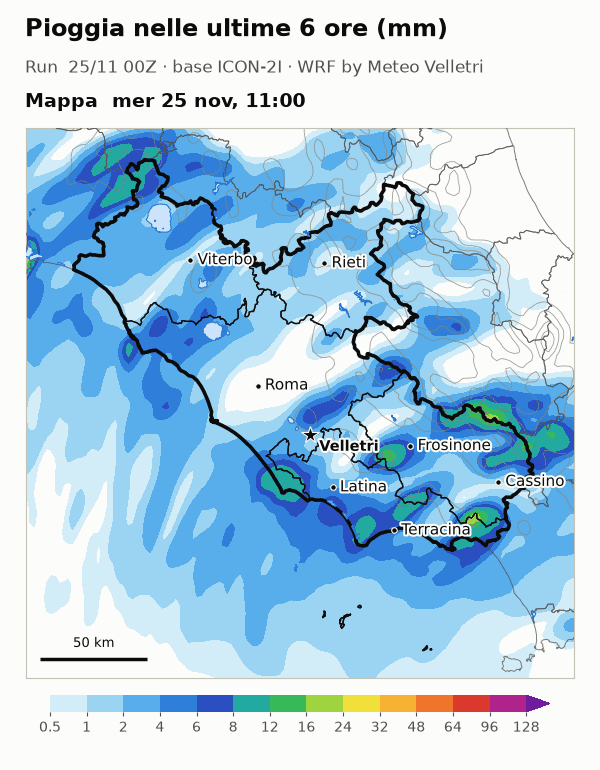 Pioggia nelle ultime 6 ore (mm)
Run  25/11 00Z · base ICON-2I · WRF by Meteo Velletri
Mappa  mer 25 nov, 11:00
Viterbo
Rieti
Roma
Velletri
Frosinone
Latina
Cassino
Terracina
50 km
0.5 1 2 4 6 8 12 16 24 32 48 64 96 128